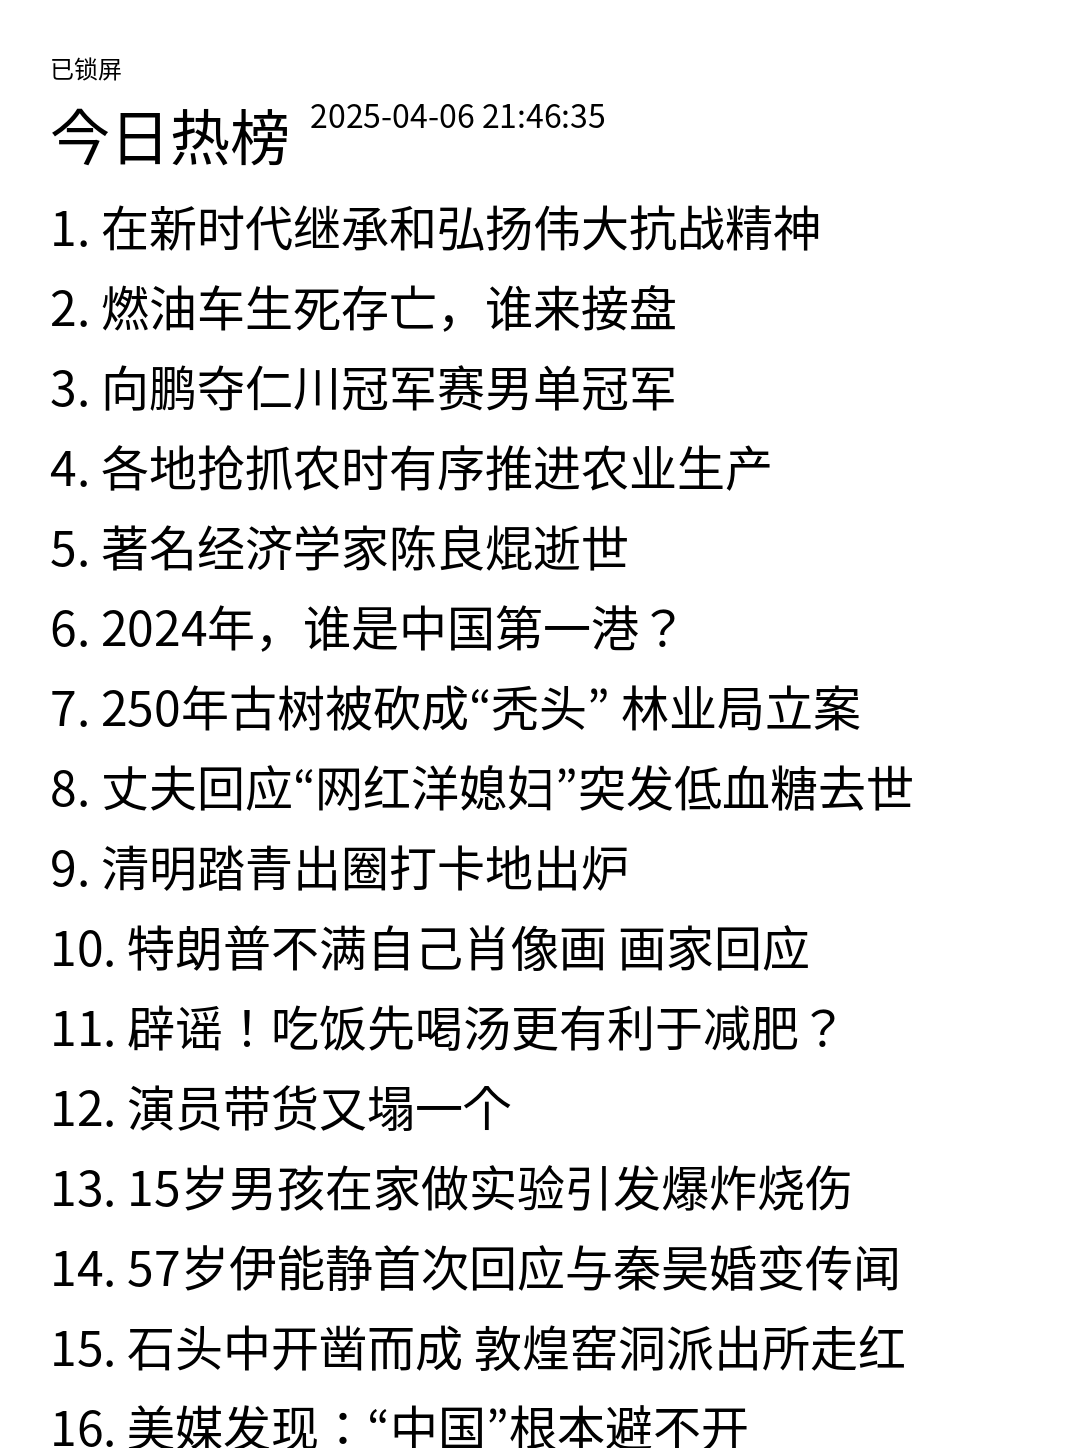 已锁屏
今日热榜 2025-04-06 21:46:35
1. 在新时代继承和弘扬伟大抗战精神
2. 燃油车生死存亡，谁来接盘
3. 向鹏夺仁川冠军赛男单冠军
4. 各地抢抓农时有序推进农业生产
5. 著名经济学家陈良焜逝世
6. 2024年，谁是中国第一港？
7. 250年古树被砍成“秃头” 林业局立案
8. 丈夫回应“网红洋媳妇”突发低血糖去世
9. 清明踏青出圈打卡地出炉
10. 特朗普不满自己肖像画 画家回应
11. 辟谣！吃饭先喝汤更有利于减肥？
12. 演员带货又塌一个
13. 15岁男孩在家做实验引发爆炸烧伤
14. 57岁伊能静首次回应与秦昊婚变传闻
15. 石头中开凿而成 敦煌窑洞派出所走红
16. 美媒发现：“中国”根本避不开